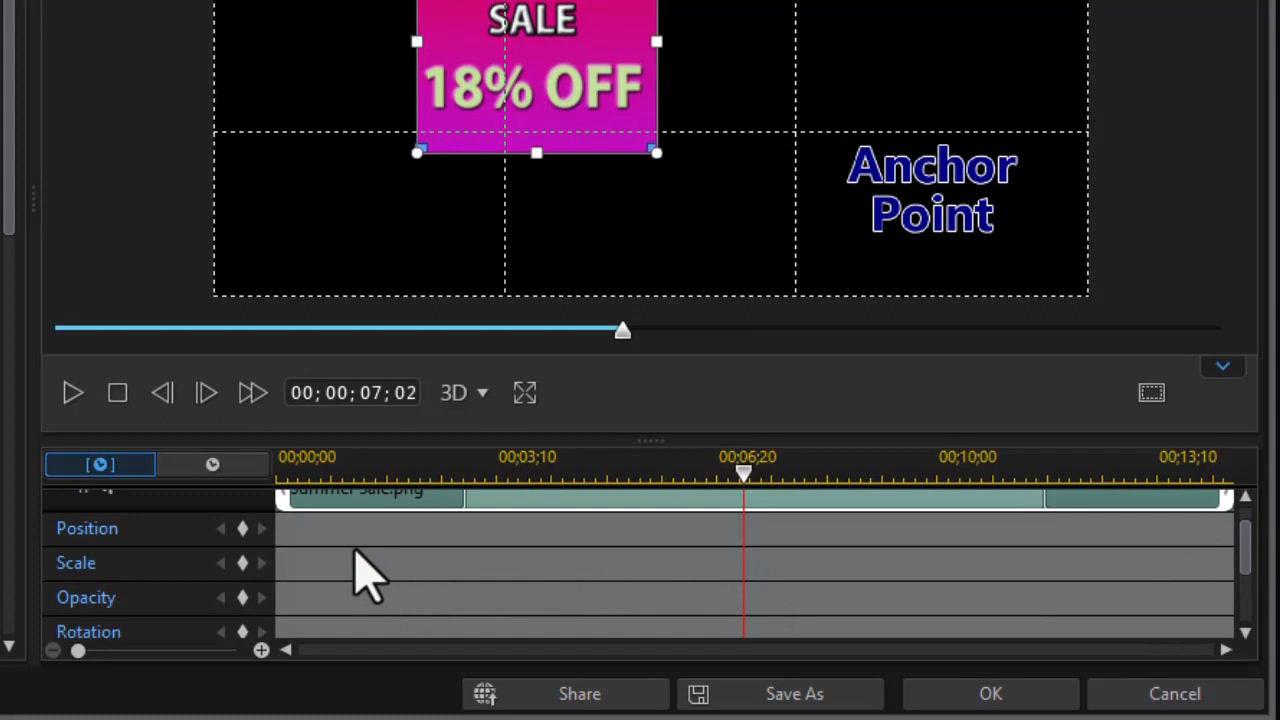 SALE
18% OFF
Anchor
Point
00;00;07;02
3D
00;00;00
00;03;10
00;06;20
00;10;00
00;13;10
Summer Sale.png
Position
Scale
Opacity
Rotation
Share
Save As
OK
Cancel